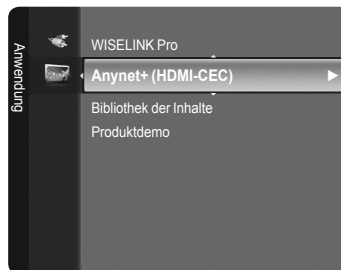 Anwendung
WISELINK Pro
Anynet+ (HDMI-CEC)
Bibliothek der Inhalte
Produktdemo